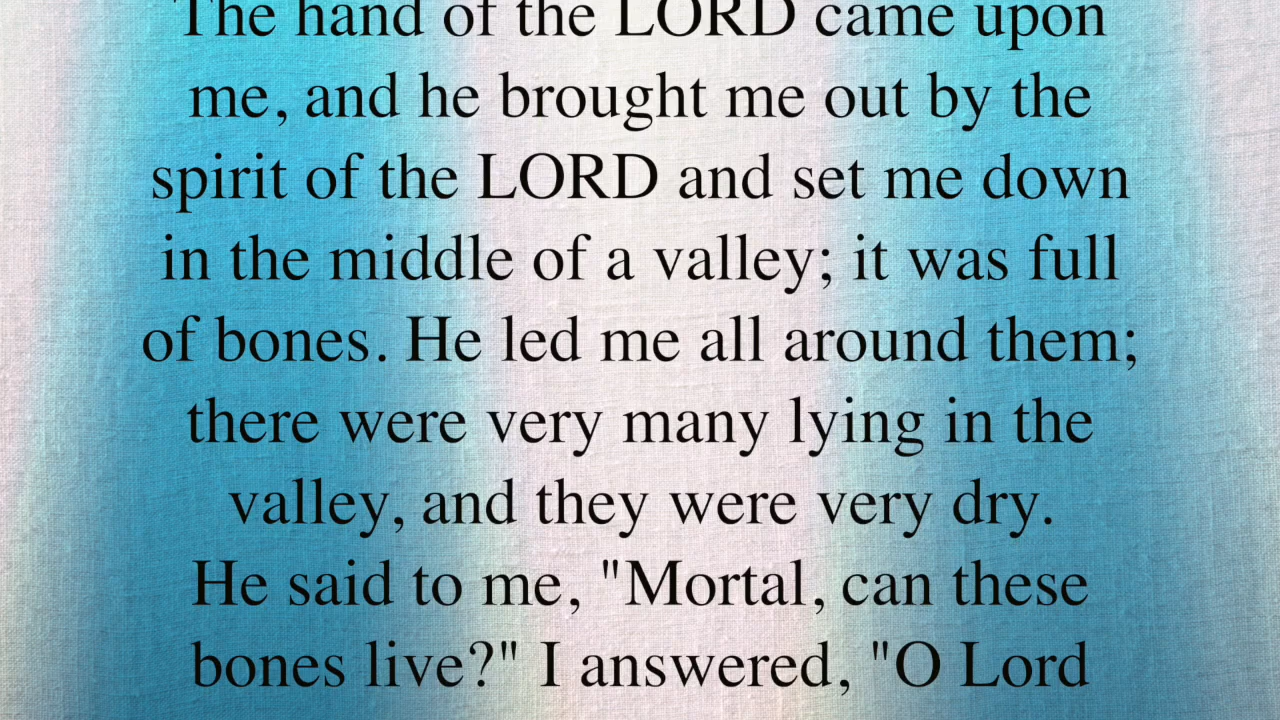 The hand of the LORD came upon
me, and he brought me out by the
spirit of the LORD and set me down
in the middle of a valley; it was full
of bones. He led me all around them;
there were very many lying in the
valley, and they were very dry.
He said to me, "Mortal, can these
bones live?" I answered, "O Lord